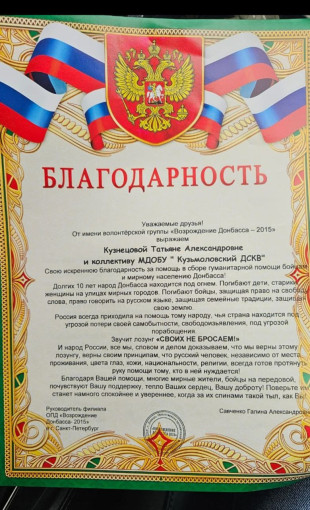 БЛАГОДАРНОСТЬ
Уважаемые друзья!
От имени волонтёрской группы «Возрождение Донбасса – 2015»
выражаем
Кузнецовой Татьяне Александровне
и коллективу МДОБУ " Кузьмоловский ДСКВ"
Свою искреннюю благодарность за помощь в сборе гуманитарной помощи бойцам
и мирному населению Донбасса!
Долгих 10 лет народ Донбасса находится под огнем. Погибают дети, старики
женщины на улицах мирных городов. Погибают бойцы, защищая право на свободу
слова, право говорить на русском языке, защищая семейные традиции, защищая
свою землю.
Россия всегда приходила на помощь тому народу, чья страна находится под
угрозой потери своей самобытности, свободоизъявления, под угрозой
порабощения.
Звучит лозунг «СВОИХ НЕ БРОСАЕМ!»
И народ России, все мы, словом и делом доказываем, что мы верны этому
лозунгу, верны своим принципам, что русский человек, независимо от места
проживания, цвета глаз, кожи, национальности, религии, всегда готов протянуть
руку помощи тому, кто в ней нуждается!
Благодаря Вашей помощи, многие мирные жители, бойцы на передовой,
почувствуют Вашу поддержку, тепло Ваших сердец, Вашу доброту! Поверьте
станет намного спокойнее и увереннее, когда за их спинами такой тыл, как Вы!
Руководитель филиала
ОПД «Возрождение
Донбасса- 2015»
в г. Санкт-Петербург
Савченко Галина Александровна